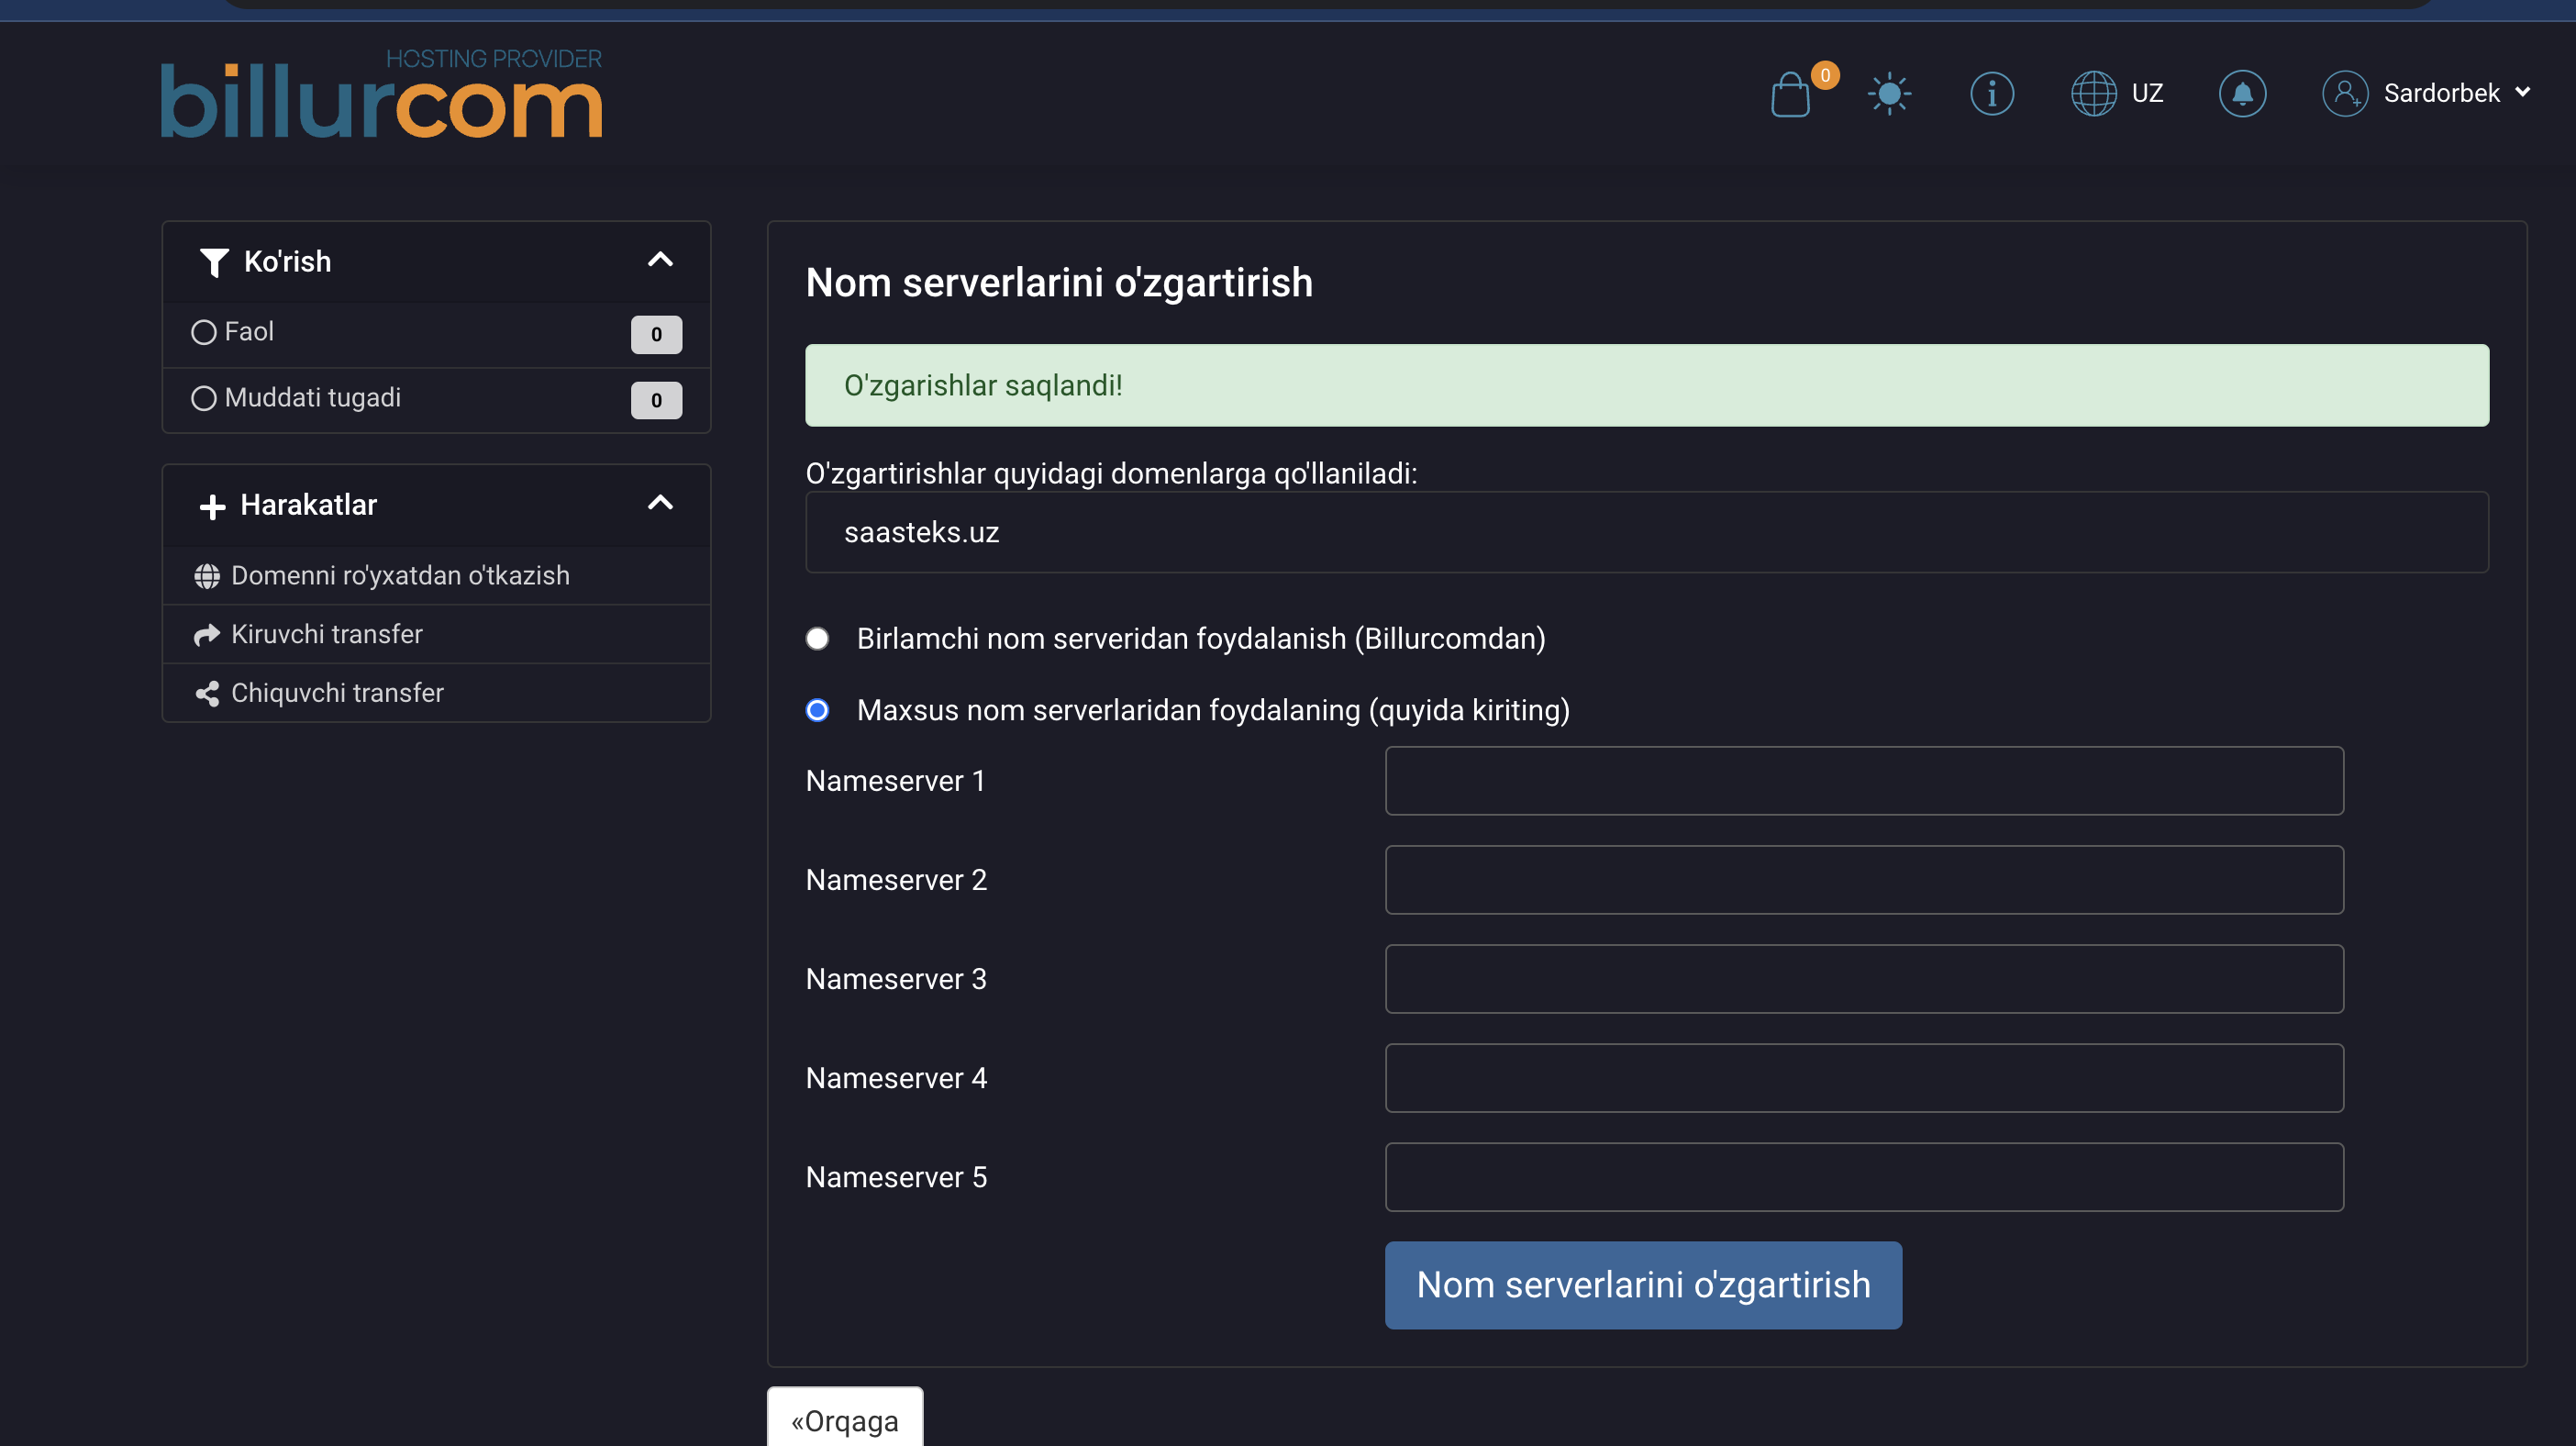 HOSTING PROVIDER
billurcom
0
UZ
Sardorbek
Ko'rish
Faol 0
Muddati tugadi 0
Harakatlar
Domenni ro'yxatdan o'tkazish
Kiruvchi transfer
Chiquvchi transfer
Nom serverlarini o'zgartirish
O'zgarishlar saqlandi!
O'zgartirishlar quyidagi domenlarga qo'llaniladi:
saasteks.uz
Birlamchi nom serveridan foydalanish (Billurcomdan)
Maxsus nom serverlaridan foydalaning (quyida kiriting)
Nameserver 1
Nameserver 2
Nameserver 3
Nameserver 4
Nameserver 5
Nom serverlarini o'zgartirish
«Orqaga